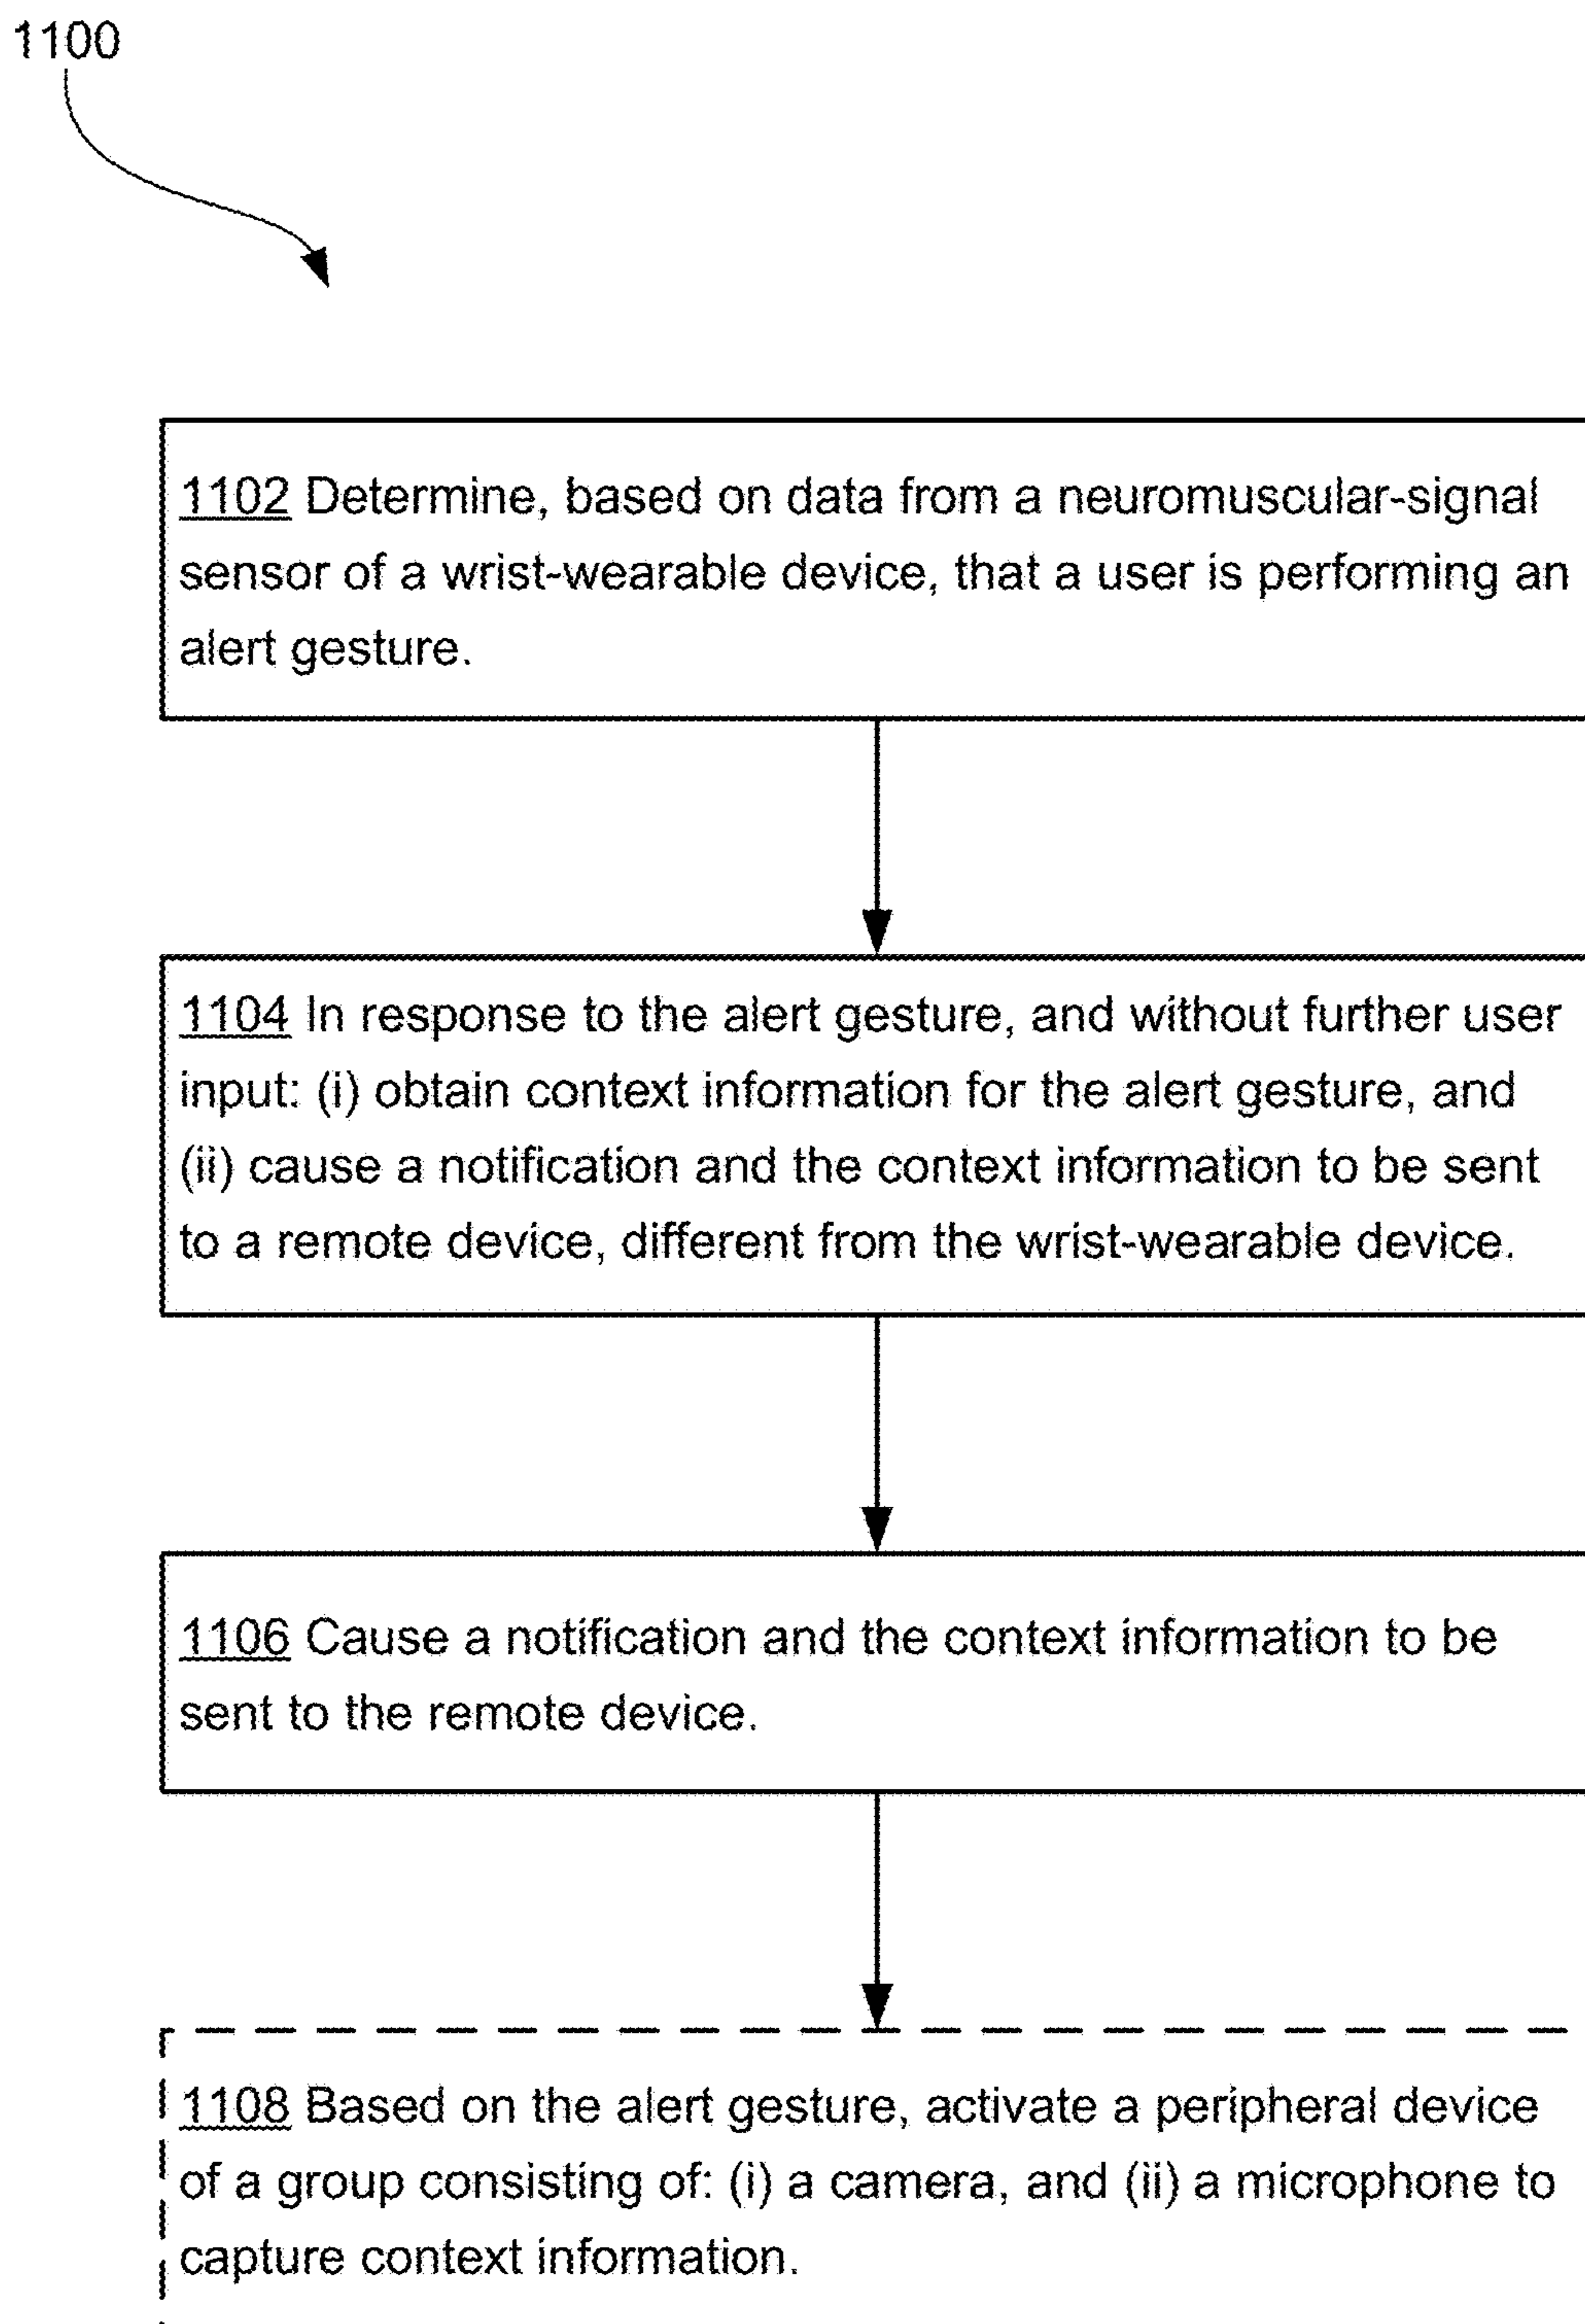 1100
1102 Determine, based on data from a neuromuscular-signal
sensor of a wrist-wearable device, that a user is performing an
alert gesture.
1104 In response to the alert gesture, and without further user
input: (i) obtain context information for the alert gesture, and
(ii) cause a notification and the context information to be sent
to a remote device, different from the wrist-wearable device.
1106 Cause a notification and the context information to be
sent to the remote device.
1108 Based on the alert gesture, activate a peripheral device
of a group consisting of: (i) a camera, and (ii) a microphone to
capture context information.